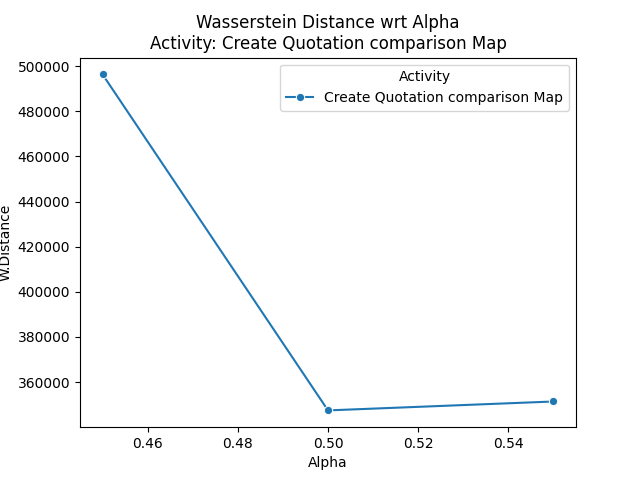 Wasserstein Distance wrt Alpha
Activity: Create Quotation comparison Map
Activity
Create Quotation comparison Map
500000
480000
460000
440000
420000
400000
380000
360000
W.Distance
0.46 0.48 0.50 0.52 0.54
Alpha